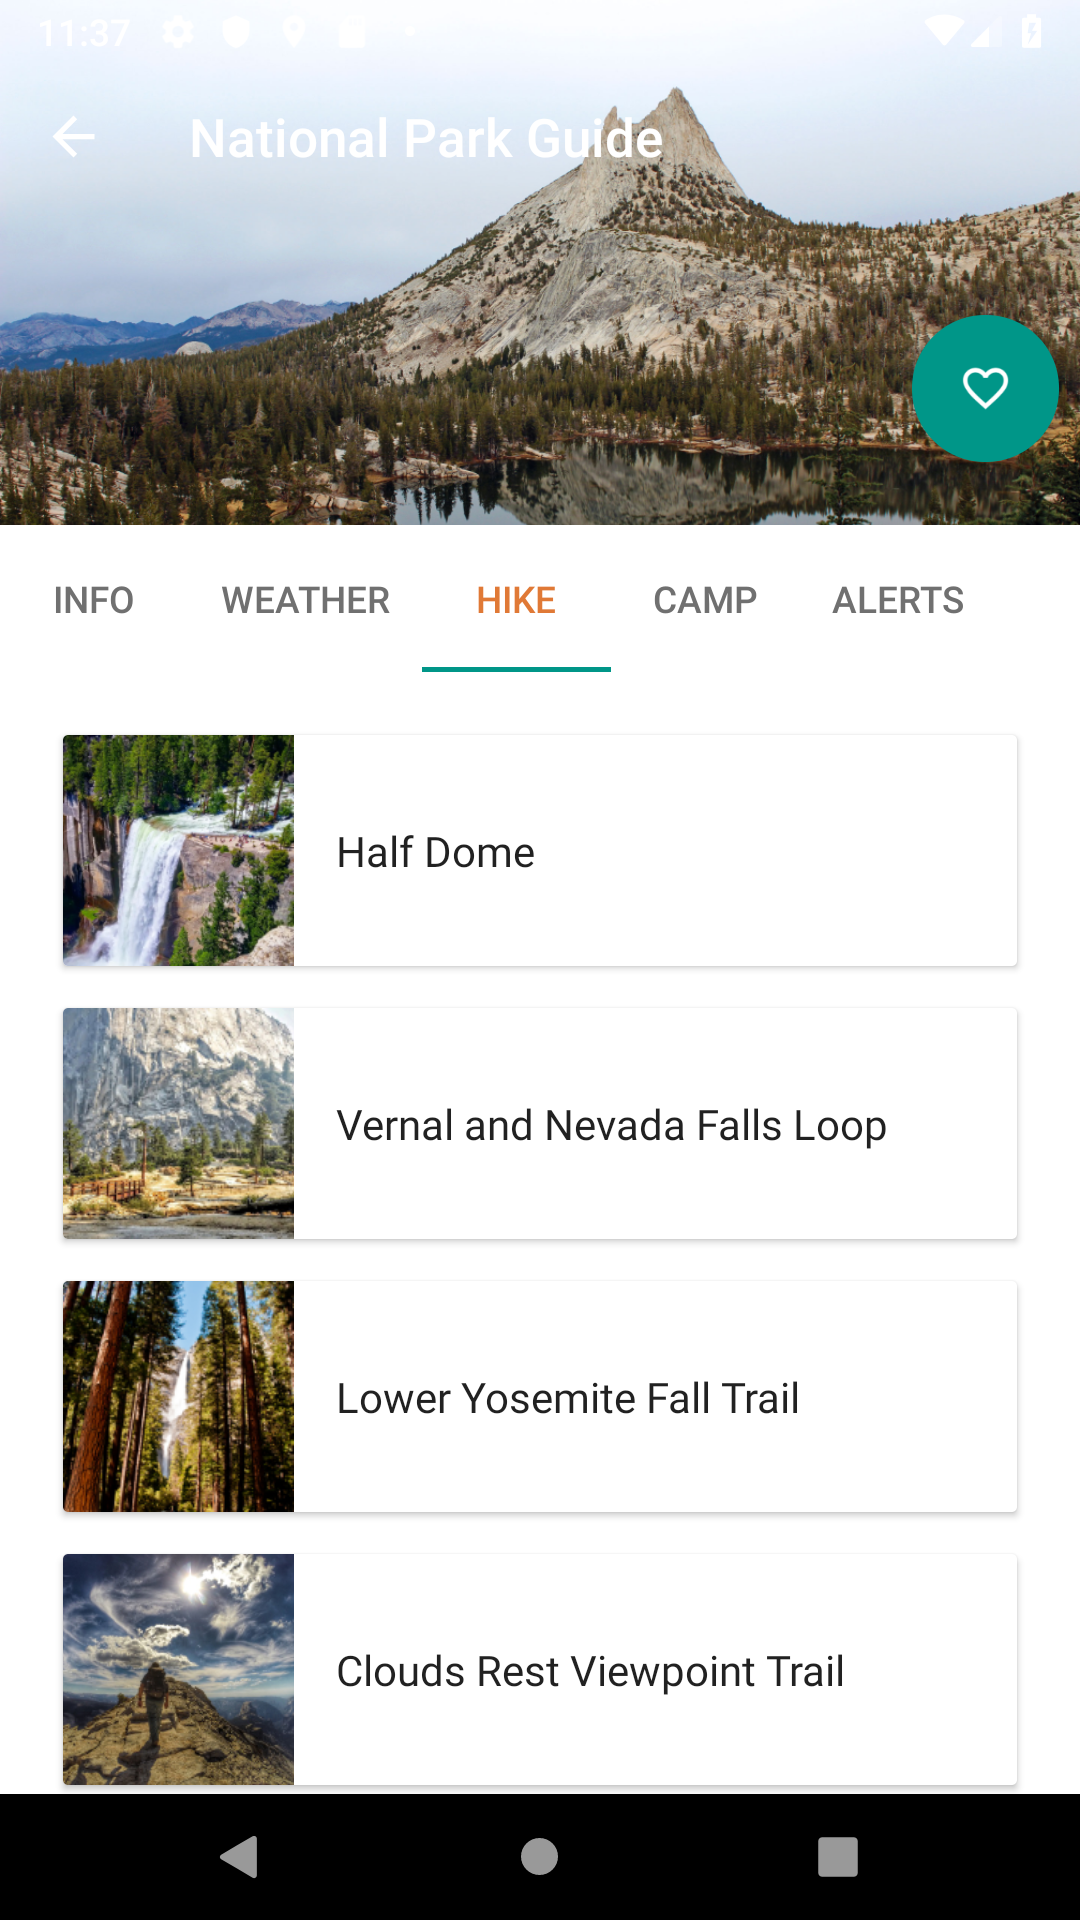 11:37
National Park Guide
INFO WEATHER HIKE CAMP ALERTS
Half Dome
Vernal and Nevada Falls Loop
Lower Yosemite Fall Trail
Clouds Rest Viewpoint Trail